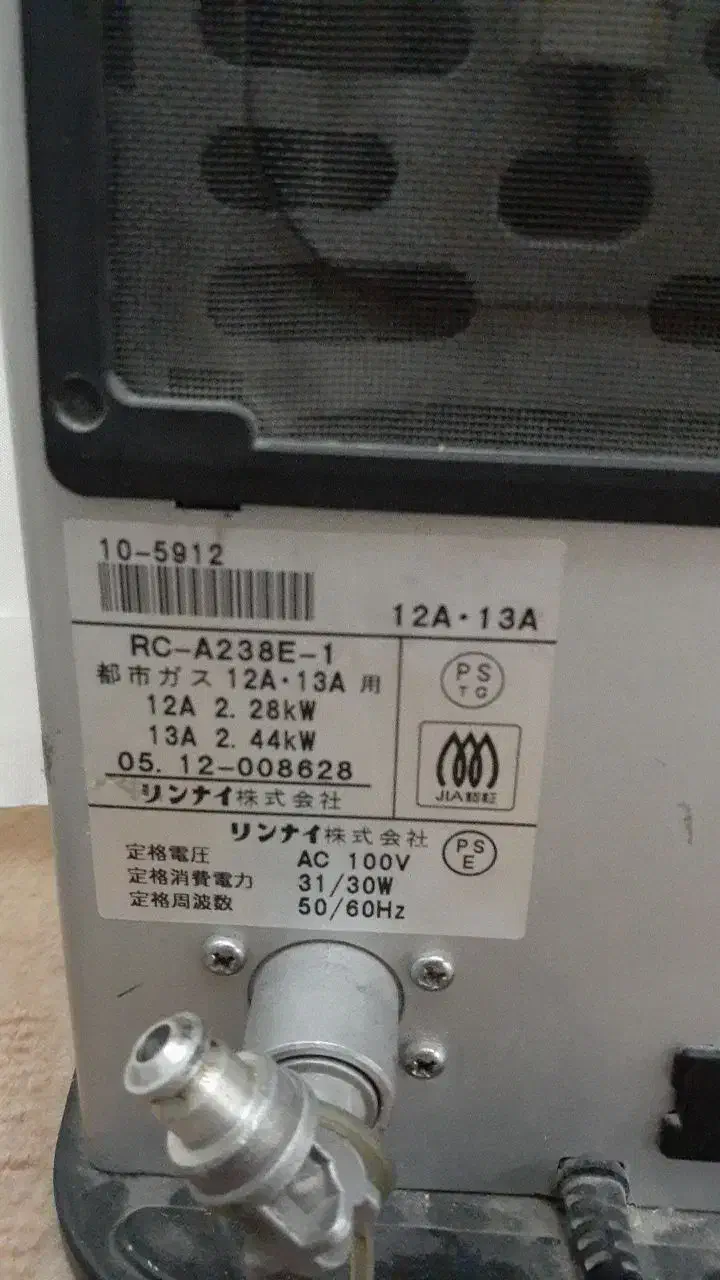 10-5912
12A・13A
RC-A238E-1
都市ガス 12A・13A 用
12A 2.28kW
13A 2.44kW
05.12-008628
リンナイ株式会社
PS
TG
JIA認証
リンナイ株式会社
定格電圧 AC 100V
定格消費電力 31/30W
定格周波数 50/60Hz
PS
E